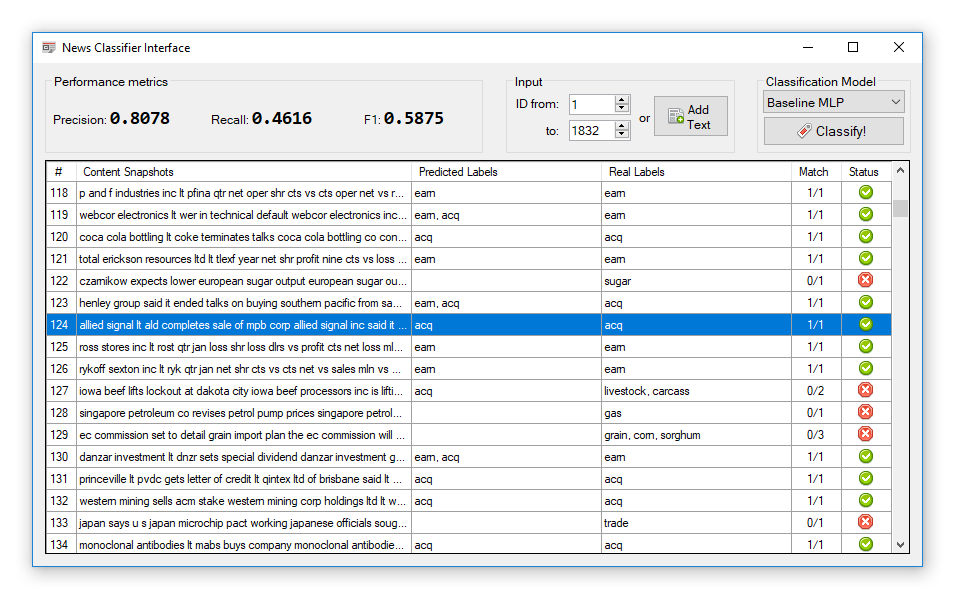 News Classifier Interface
Performance metrics
Precision: 0.8078 Recall: 0.4616 F1: 0.5875
Input
ID from: 1
to: 1832
or
Add Text
Classification Model
Baseline MLP
Classify!
# Content Snapshots Predicted Labels Real Labels Match Status
118 p and f industries inc lt pfina qtr net oper shr cts vs cts oper net vs r... earn earn 1/1
119 webcor electronics lt wer in technical default webcor electronics inc... earn, acq earn 1/1
120 coca cola bottling lt coke terminates talks coca cola bottling co con... acq acq 1/1
121 total erickson resources ltd lt tlexf year net shr profit nine cts vs loss ... earn earn 1/1
122 czarnikow expects lower european sugar output european sugar ou... sugar 0/1
123 henley group said it ended talks on buying southern pacific from sa... earn, acq acq 1/1
124 allied signal lt ald completes sale of mpb corp allied signal inc said it ... acq acq 1/1
125 ross stores inc lt rost qtr jan loss shr loss dlrs vs profit cts net loss ml... earn earn 1/1
126 rykoff sexton inc lt ryk qtr jan net shr cts vs cts net vs sales mln vs ... earn earn 1/1
127 iowa beef lifts lockout at dakota city iowa beef processors inc is lifti... acq livestock, carcass 0/2
128 singapore petroleum co revises petrol pump prices singapore petrol... gas 0/1
129 ec commission set to detail grain import plan the ec commission will ... grain, corn, sorghum 0/3
130 danzar investment lt dnzr sets special dividend danzar investment g... earn, acq earn 1/1
131 princeville lt pvdc gets letter of credit lt qintex ltd of brisbane said lt ... acq acq 1/1
132 western mining sells acm stake western mining corp holdings ltd lt w... acq acq 1/1
133 japan says u s japan microchip pact working japanese officials soug... trade 0/1
134 monoclonal antibodies lt mabs buys company monoclonal antibodie... acq acq 1/1